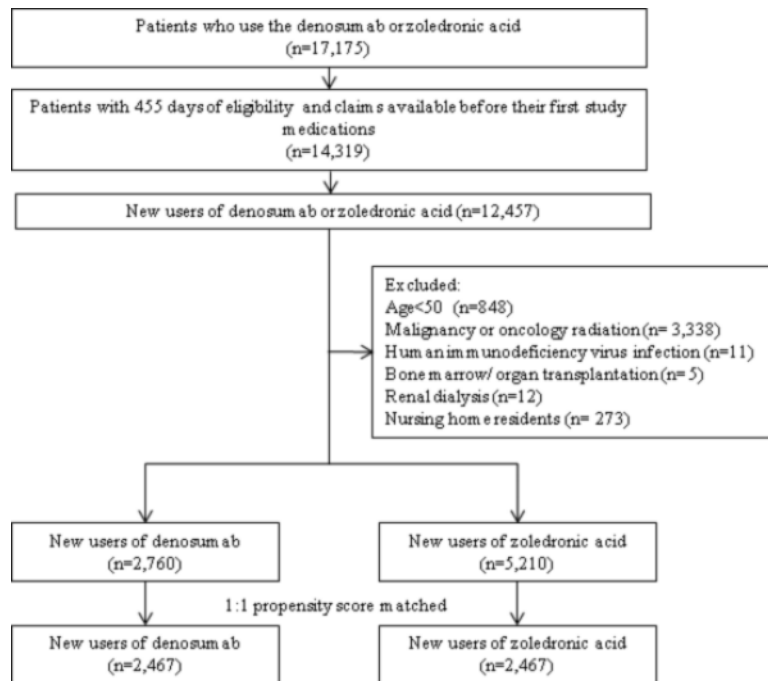 Patients who use the denosumab or zoledronic acid
(n=17,175)
Patients with 455 days of eligibility and claims available before their first study
medications
(n=14,319)
New users of denosumab or zoledronic acid (n=12,457)
Excluded:
Age<50 (n=848)
Malignancy or oncology radiation (n= 3,338)
Human immunodeficiency virus infection (n=11)
Bone marrow/ organ transplantation (n= 5)
Renal dialysis (n=12)
Nursing home residents (n= 273)
New users of denosumab
(n=2,760)
New users of zoledronic acid
(n=5,210)
1:1 propensity score matched
New users of denosumab
(n=2,467)
New users of zoledronic acid
(n=2,467)